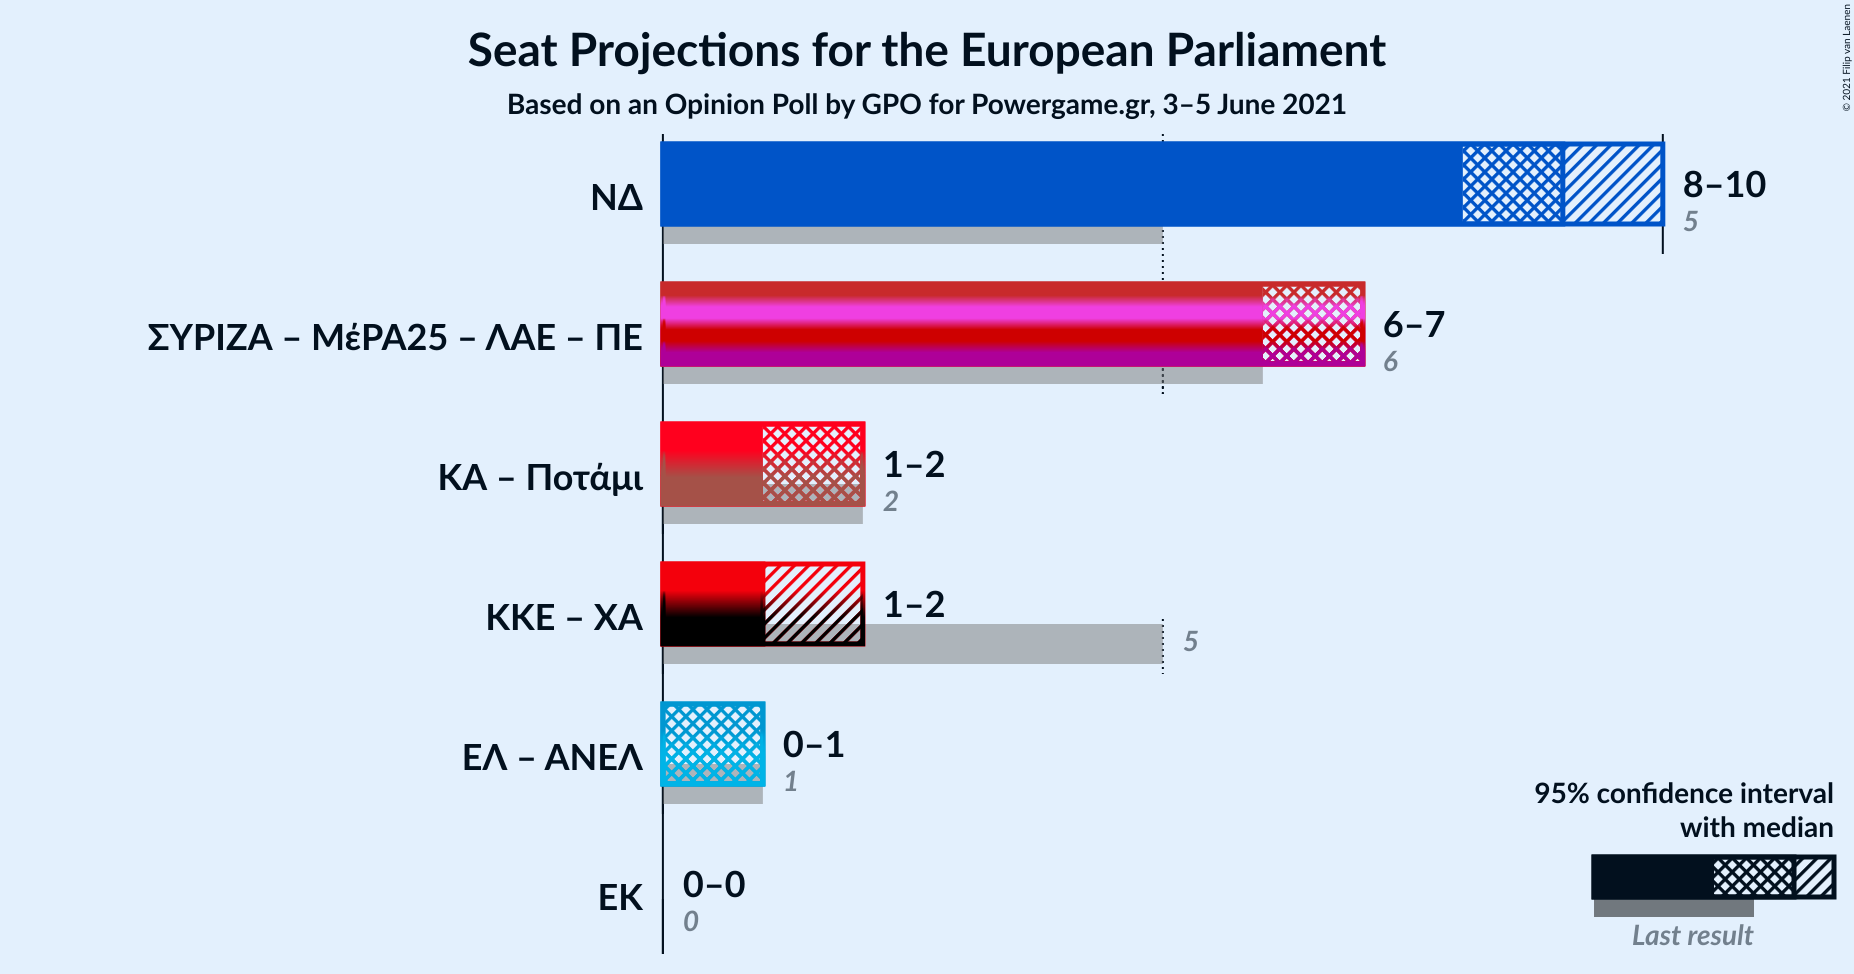 Seat Projections for the European Parliament
Based on an Opinion Poll by GPO for Powergame.gr, 3–5 June 2021
© 2021 Filip van Laenen
ΝΔ
8–10
5
ΣΥΡΙΖΑ – ΜέΡΑ25 – ΛΑΕ – ΠΕ
6–7
6
ΚΑ – Ποτάμι
1–2
2
ΚΚΕ – ΧΑ
1–2
5
ΕΛ – ΑΝΕΛ
0–1
1
ΕΚ
0–0
0
95% confidence interval
with median
Last result